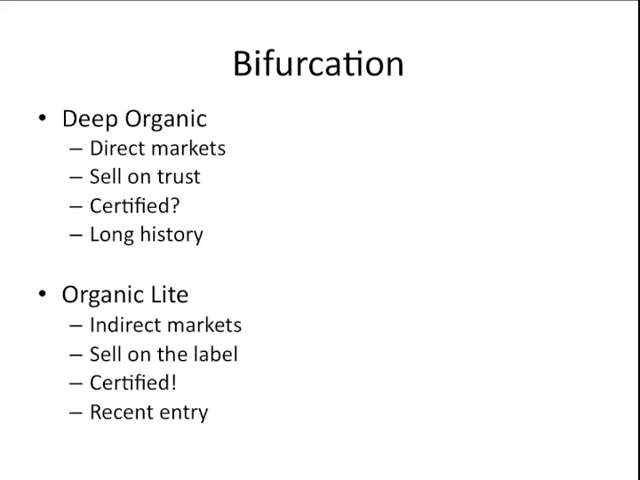 Bifurcation
• Deep Organic
– Direct markets
– Sell on trust
– Certified?
– Long history
• Organic Lite
– Indirect markets
– Sell on the label
– Certified!
– Recent entry